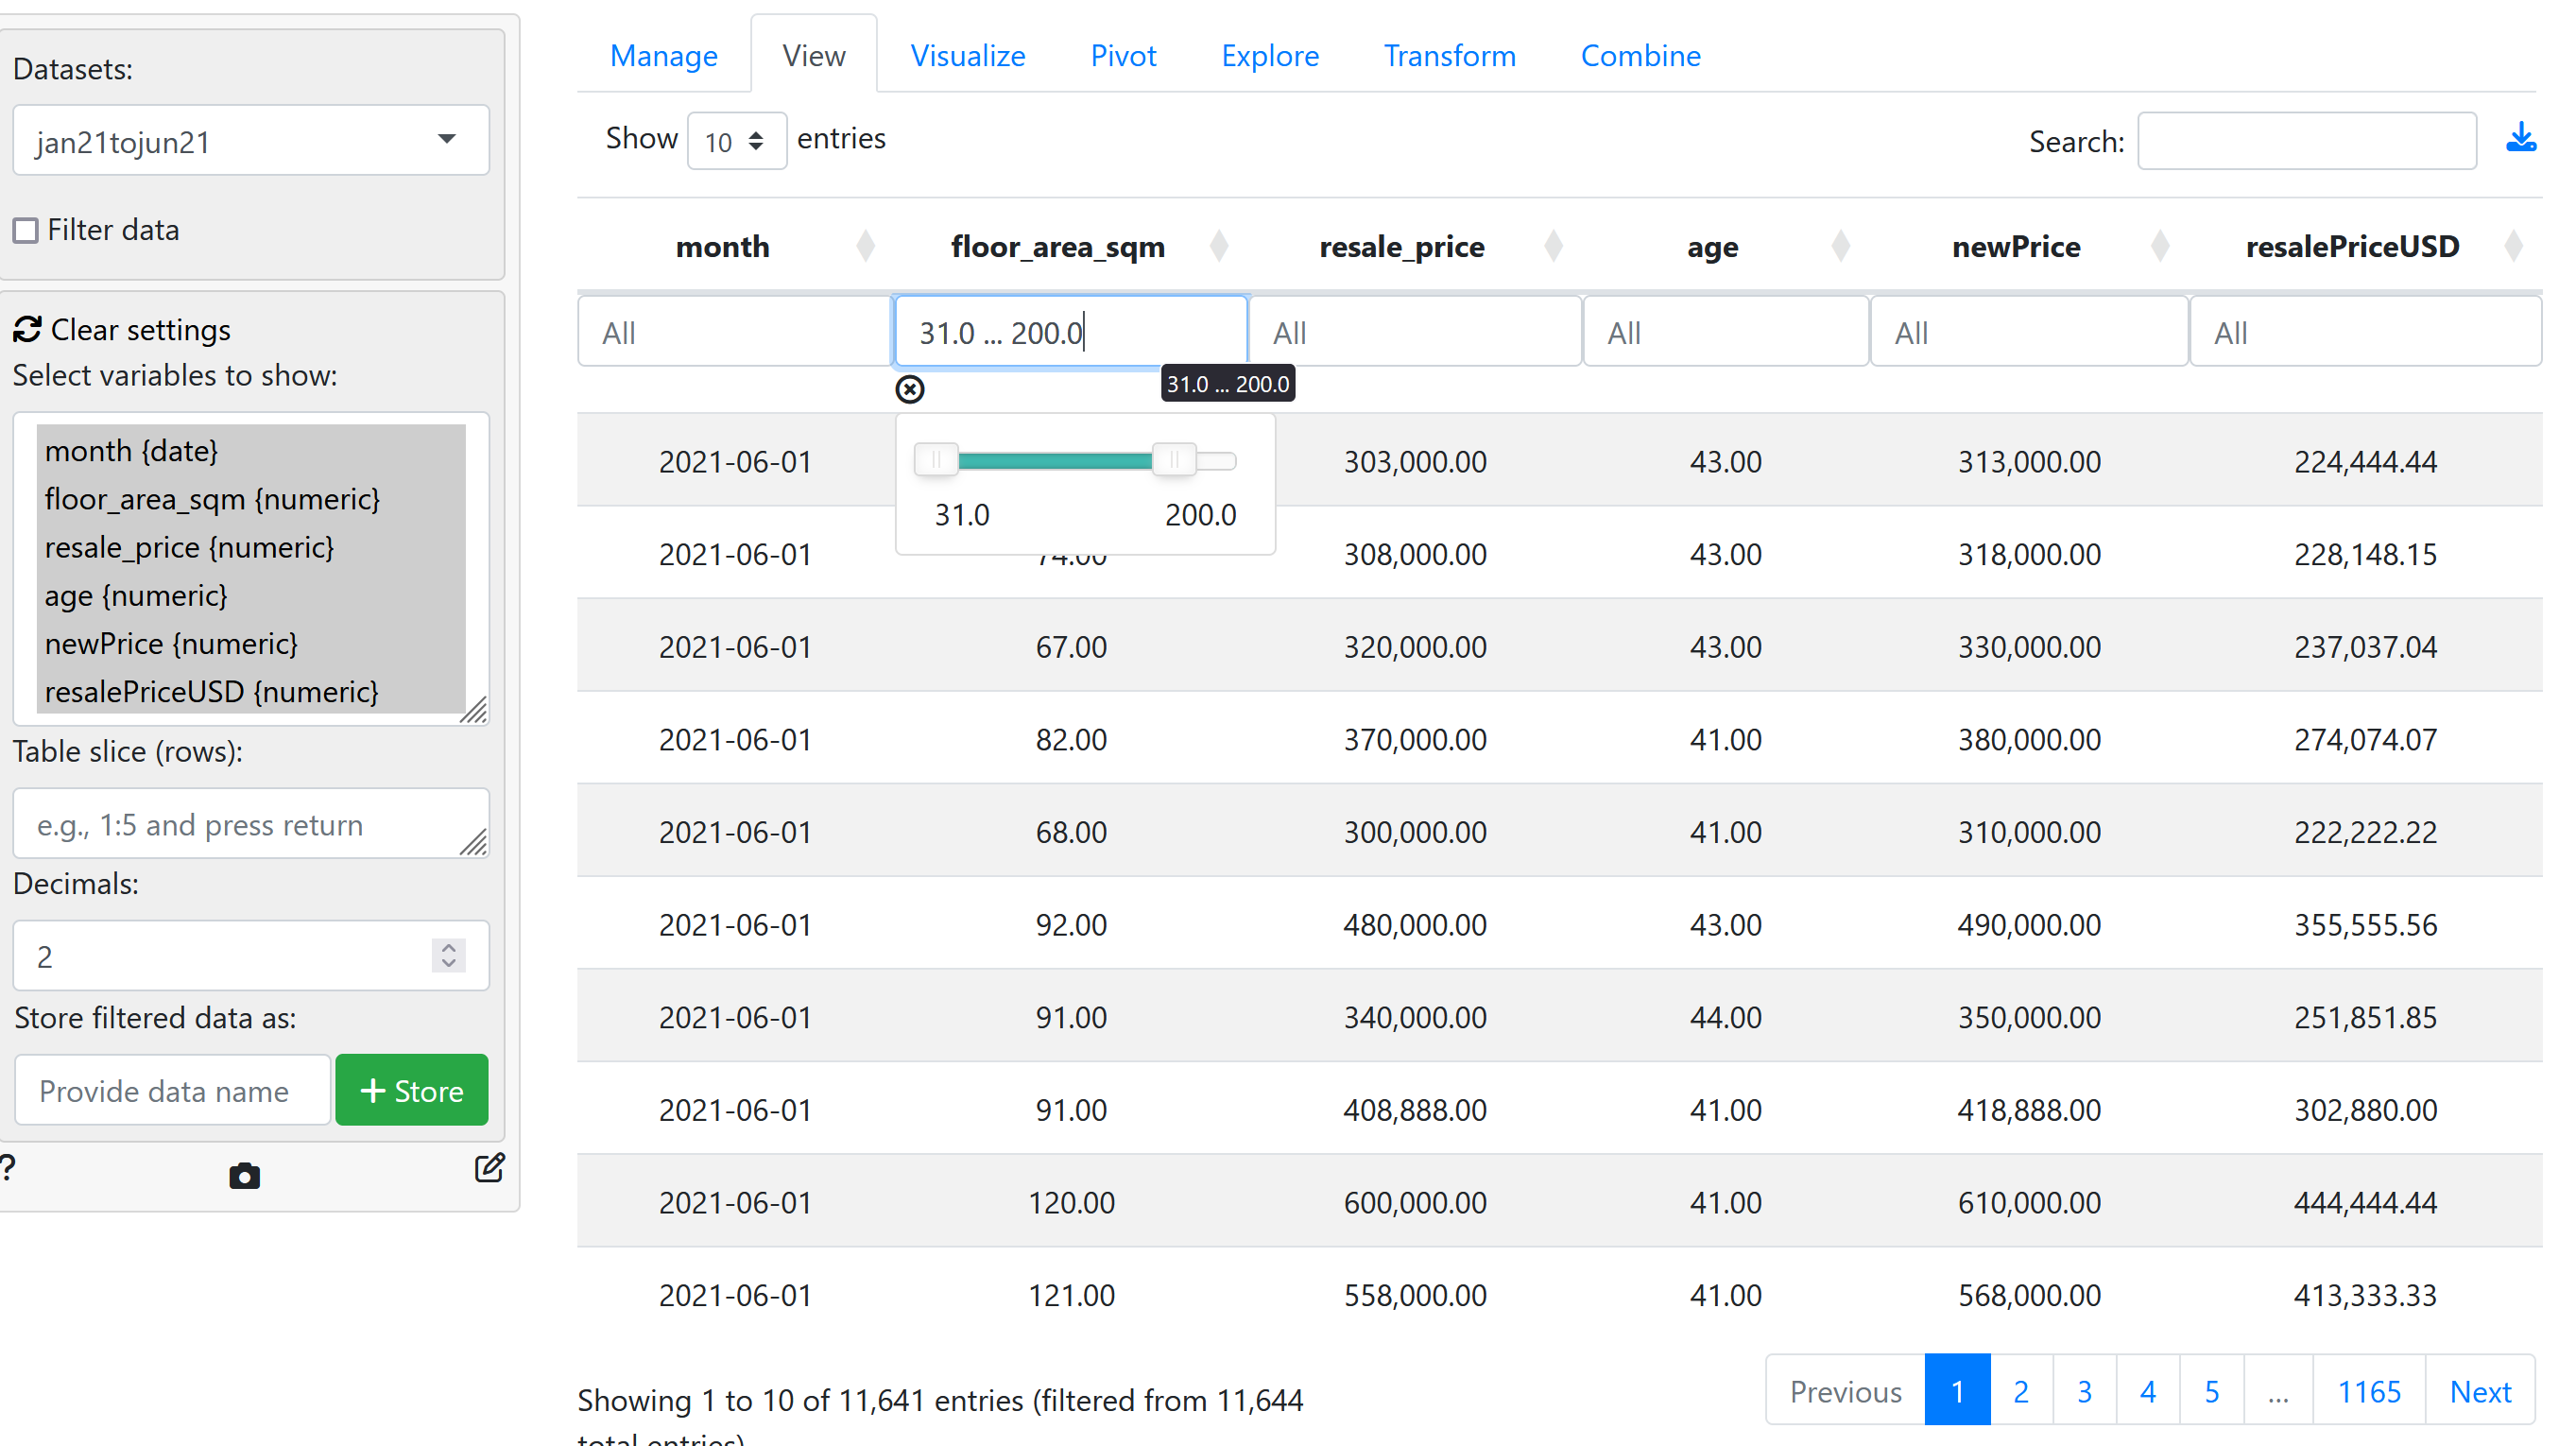 Datasets:
jan21tojun21
Filter data
Clear settings
Select variables to show:
month {date}
floor_area_sqm {numeric}
resale_price {numeric}
age {numeric}
newPrice {numeric}
resalePriceUSD {numeric}
Table slice (rows):
e.g., 1:5 and press return
Decimals:
2
Store filtered data as:
Provide data name + Store
?
Manage View Visualize Pivot Explore Transform Combine
Show 10 entries Search:
month floor_area_sqm resale_price age newPrice resalePriceUSD
All 31.0 ... 200.0 All All All All
31.0 ... 200.0
2021-06-01 303,000.00 43.00 313,000.00 224,444.44
31.0 200.0
2021-06-01 74.00 308,000.00 43.00 318,000.00 228,148.15
2021-06-01 67.00 320,000.00 43.00 330,000.00 237,037.04
2021-06-01 82.00 370,000.00 41.00 380,000.00 274,074.07
2021-06-01 68.00 300,000.00 41.00 310,000.00 222,222.22
2021-06-01 92.00 480,000.00 43.00 490,000.00 355,555.56
2021-06-01 91.00 340,000.00 44.00 350,000.00 251,851.85
2021-06-01 91.00 408,888.00 41.00 418,888.00 302,880.00
2021-06-01 120.00 600,000.00 41.00 610,000.00 444,444.44
2021-06-01 121.00 558,000.00 41.00 568,000.00 413,333.33
Showing 1 to 10 of 11,641 entries (filtered from 11,644
total entries)
Previous 1 2 3 4 5 ... 1165 Next